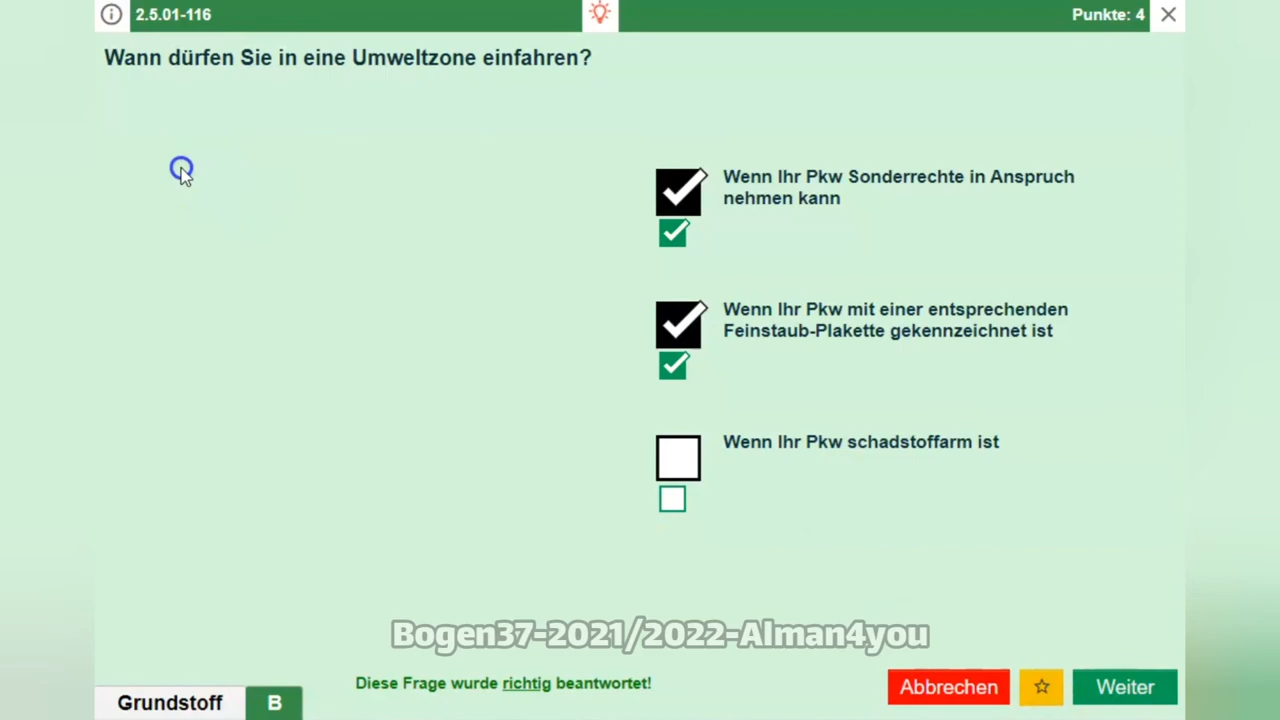 2.5.01-116
Punkte: 4
Wann dürfen Sie in eine Umweltzone einfahren?
Wenn Ihr Pkw Sonderrechte in Anspruch
nehmen kann
Wenn Ihr Pkw mit einer entsprechenden
Feinstaub-Plakette gekennzeichnet ist
Wenn Ihr Pkw schadstoffarm ist
Bogen37-2021/2022-Alman4you
Diese Frage wurde richtig beantwortet!
Abbrechen
Weiter
Grundstoff
B